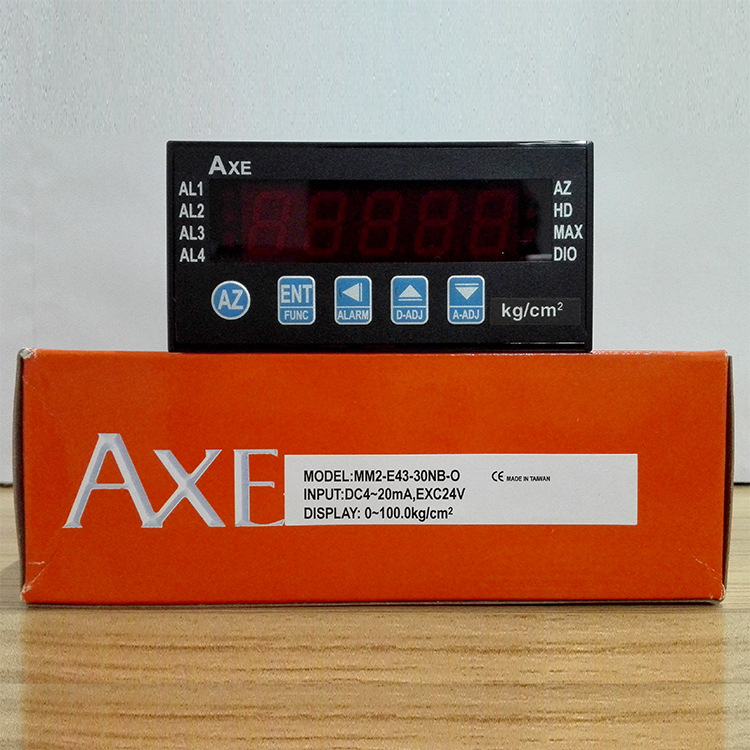 AXE
AL1
AL2
AL3
AL4
AZ
HD
MAX
DIO
AZ
ENT
FUNC
ALARM
D-ADJ
A-ADJ
kg/cm²
AXE
MODEL:MM2-E43-30NB-O
INPUT:DC4~20mA,EXC24V
DISPLAY: 0~100.0kg/cm²
CE MADE IN TAIWAN